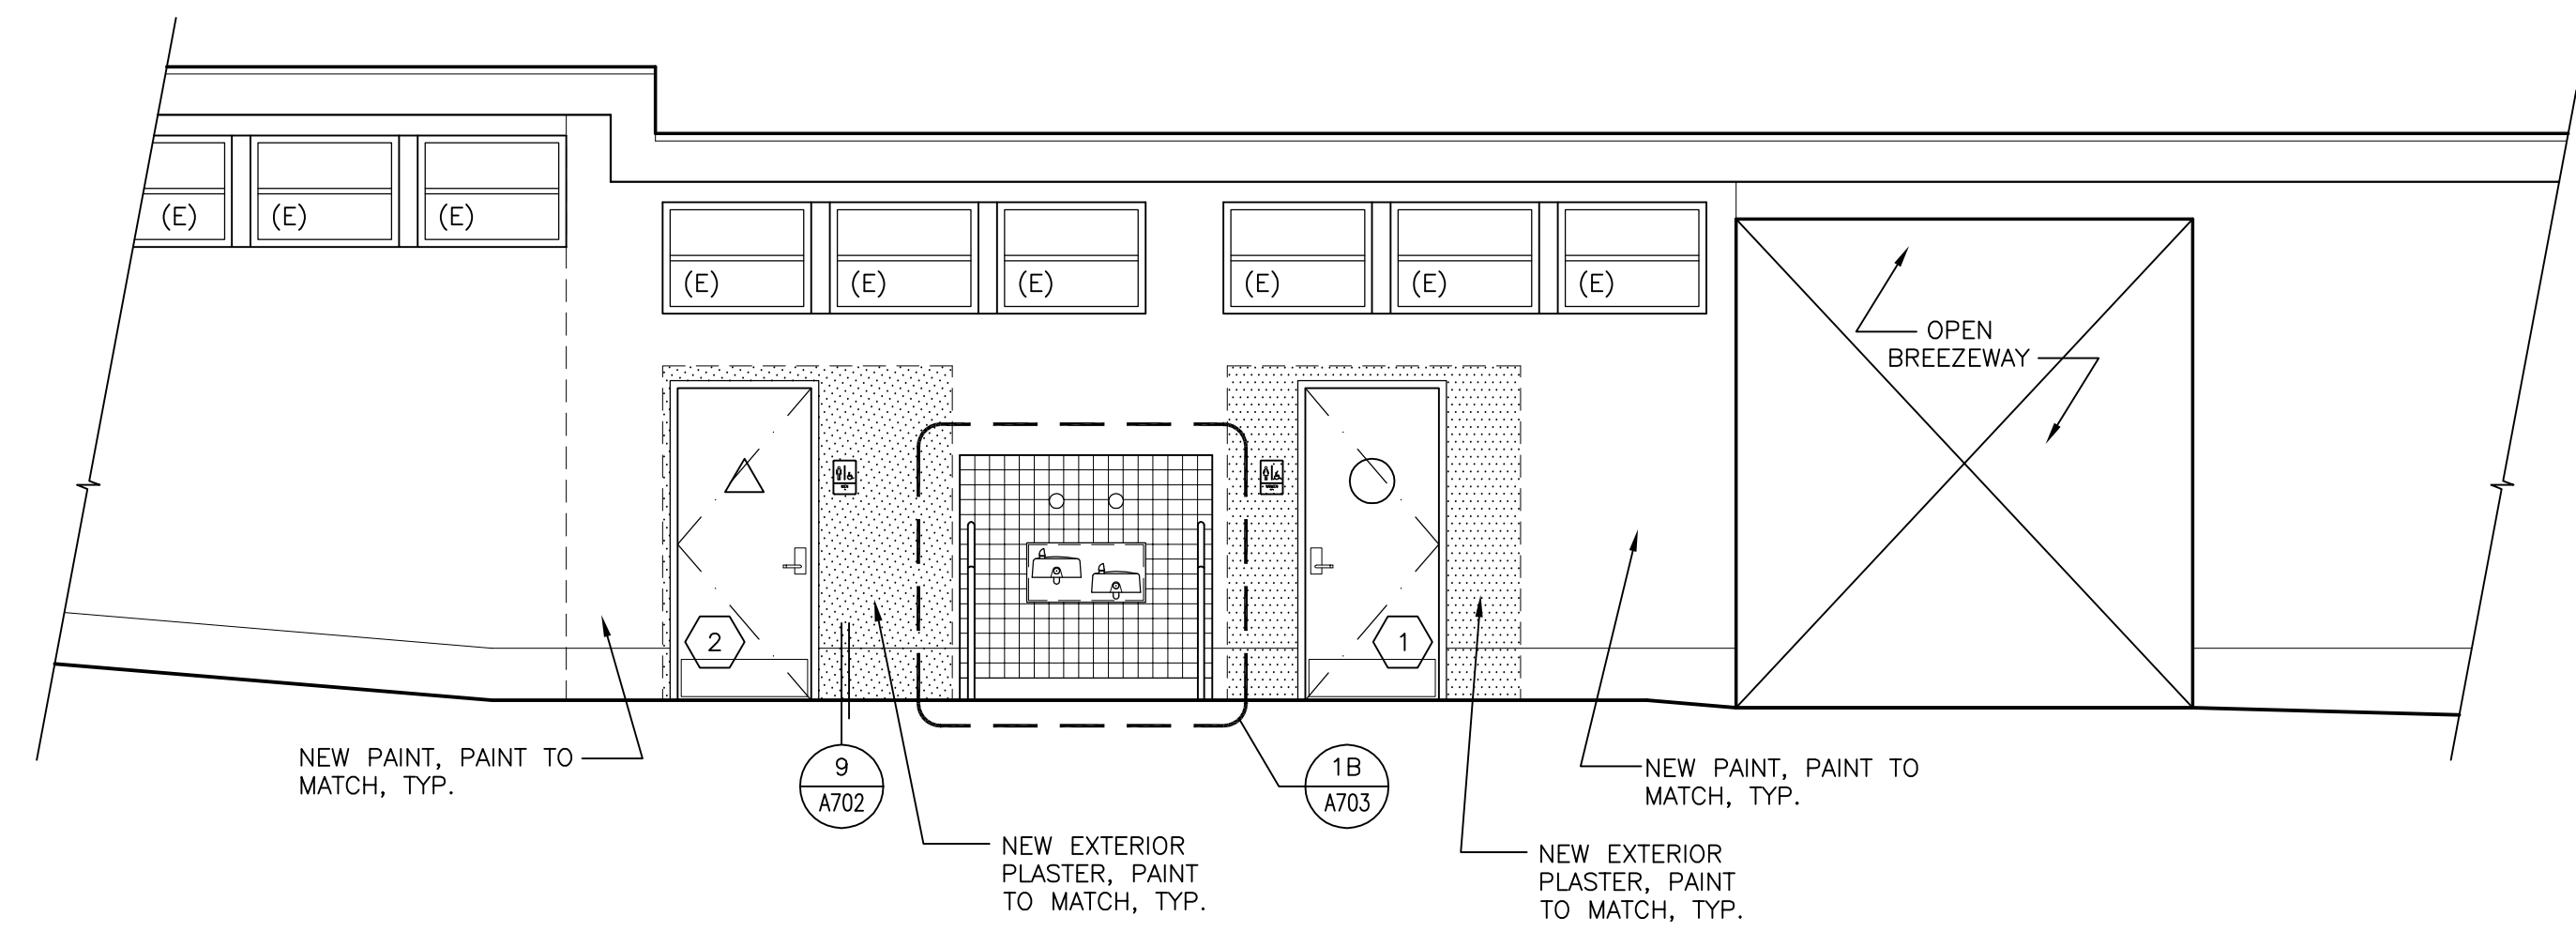 (E) (E) (E)
(E) (E) (E) (E) (E) (E)
OPEN
BREEZEWAY
2
1
NEW PAINT, PAINT TO
MATCH, TYP.
9
A702
1B
A703
NEW PAINT, PAINT TO
MATCH, TYP.
NEW EXTERIOR
PLASTER, PAINT
TO MATCH, TYP.
NEW EXTERIOR
PLASTER, PAINT
TO MATCH, TYP.